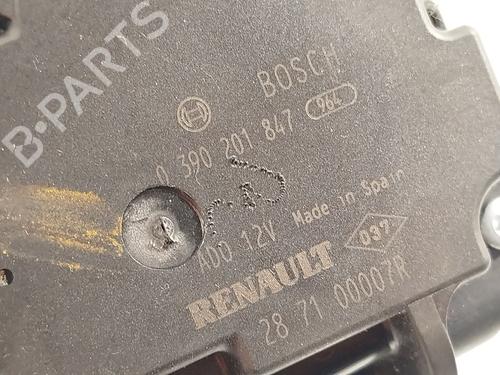 B-PARTS
BOSCH
0 390 201 847 964
ADO 12V Made in Spain
RENAULT 037
28 71 00007R